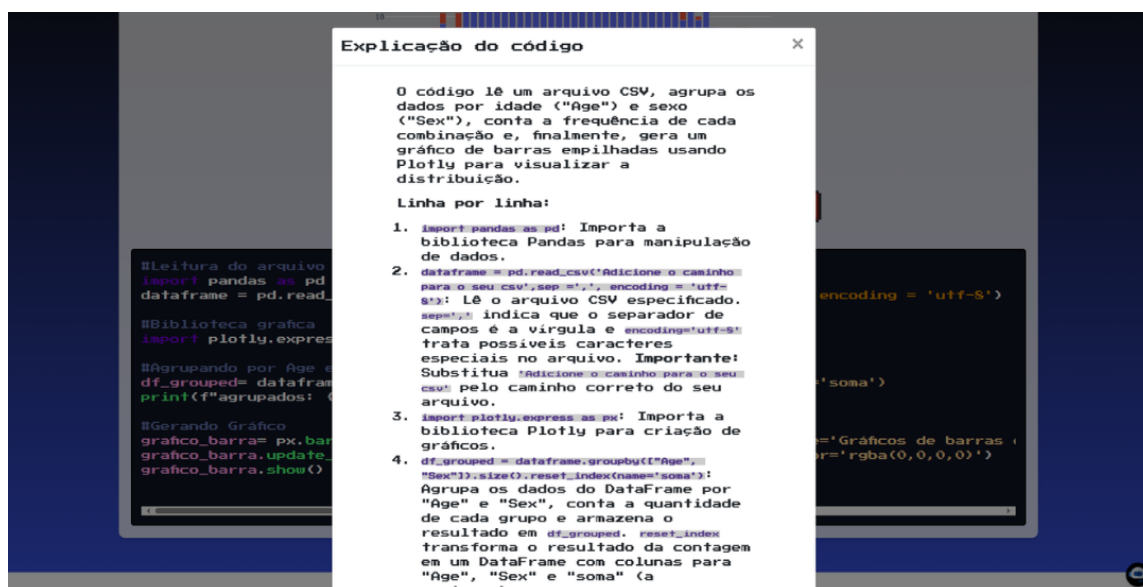 10
Explicação do código
×
O código lê um arquivo CSV, agrupa os
dados por idade ("Age") e sexo
("Sex"), conta a frequência de cada
combinação e, finalmente, gera um
gráfico de barras empilhadas usando
Plotly para visualizar a
distribuição.
Linha por linha:
1. import pandas as pd: Importa a
biblioteca Pandas para manipulação
de dados.
2. dataframe = pd.read_csv('Adicione o caminho
para o seu csv',sep =',', encoding = 'utf-
8'): Lê o arquivo CSV especificado.
sep=',' indica que o separador de
campos é a vírgula e encoding='utf-8'
trata possíveis caracteres
especiais no arquivo. Importante:
Substitua 'Adicione o caminho para o seu
csv' pelo caminho correto do seu
arquivo.
3. import plotly.express as px: Importa a
biblioteca Plotly para criação de
gráficos.
4. df_grouped = dataframe.groupby(["Age",
"Sex"]).size().reset_index(name='soma'):
Agrupa os dados do DataFrame por
"Age" e "Sex", conta a quantidade
de cada grupo e armazena o
resultado em df_grouped. reset_index
transforma o resultado da contagem
em um DataFrame com colunas para
"Age", "Sex" e "soma" (a
#Leitura do arquivo
import pandas as pd
dataframe = pd.read_ encoding = 'utf-8')
#Biblioteca grafica
import plotly.expres
#Agrupando por Age e
df_grouped= datafram 'soma')
print(f"agrupados: {
#Gerando Gráfico
grafico_barra= px.bar ='Gráficos de barras
grafico_barra.update_ r='rgba(0,0,0,0)')
grafico_barra.show()